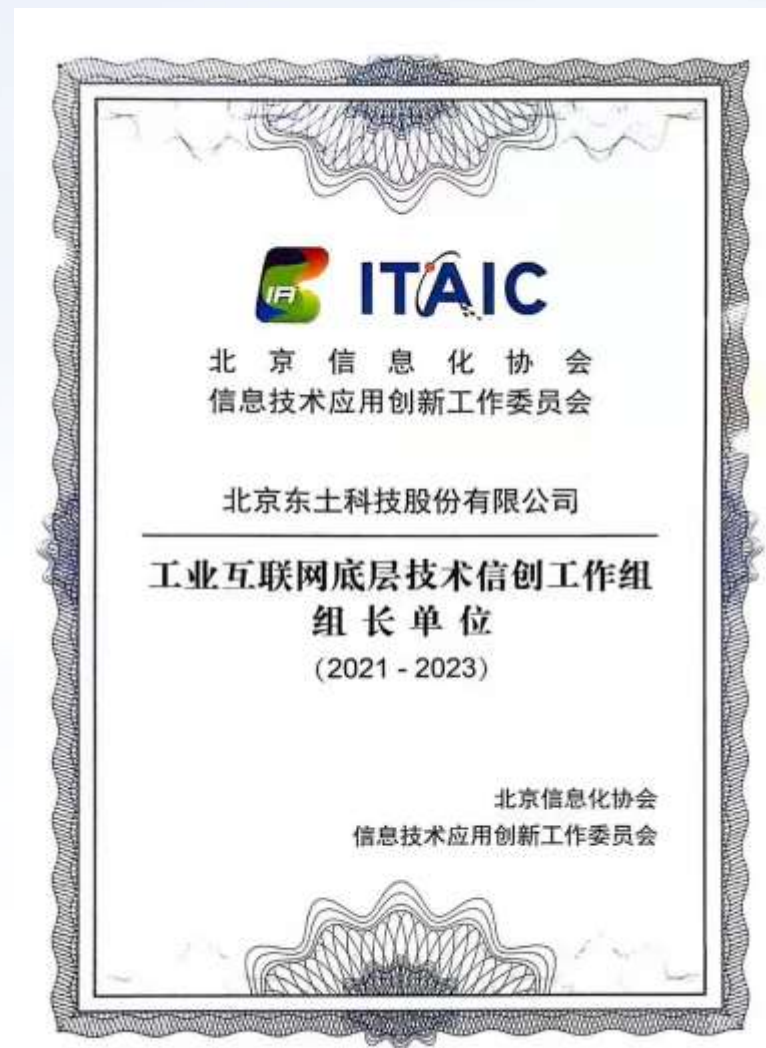 IA ITAIC
北京信息化协会
信息技术应用创新工作委员会
北京东土科技股份有限公司
工业互联网底层技术信创工作组
组长单位
（2021 - 2023）
北京信息化协会
信息技术应用创新工作委员会